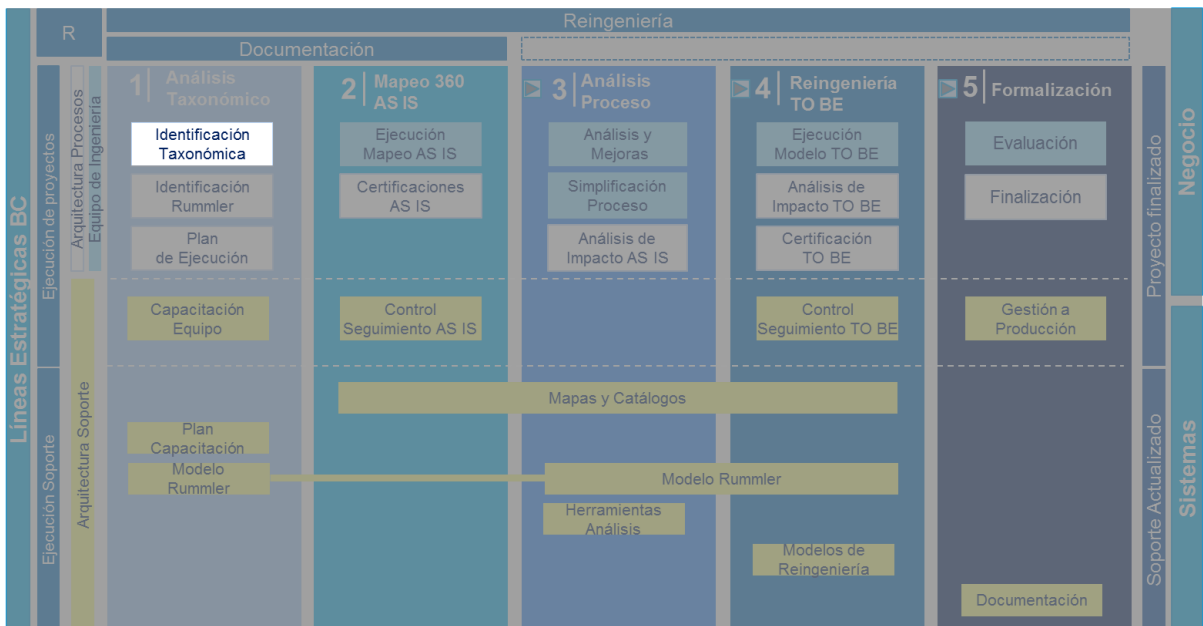 R
Reingeniería
Documentación
Líneas Estratégicas BC
Ejecución de proyectos
Ejecución Soporte
Arquitectura Procesos
Equipo de Ingeniería
Arquitectura Soporte
1 Análisis
Taxonómico
Identificación
Taxonómica
Identificación
Rummler
Plan
de Ejecución
Capacitación
Equipo
Plan
Capacitación
Modelo
Rummler
2 Mapeo 360
AS IS
Ejecución
Mapeo AS IS
Certificaciones
AS IS
Control
Seguimiento AS IS
Mapas y Catálogos
3 Análisis
Proceso
Análisis y
Mejoras
Simplificación
Proceso
Análisis de
Impacto AS IS
Modelo Rummler
Herramientas
Análisis
4 Reingeniería
TO BE
Ejecución
Modelo TO BE
Análisis de
Impacto TO BE
Certificación
TO BE
Control
Seguimiento TO BE
Modelos de
Reingeniería
5 Formalización
Evaluación
Finalización
Gestión a
Producción
Documentación
Proyecto finalizado
Soporte Actualizado
Negocio
Sistemas